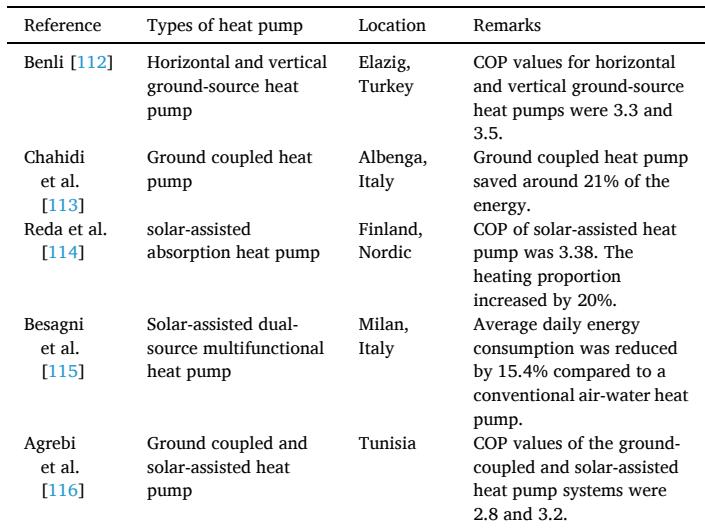 Reference Types of heat pump Location Remarks
Benli [112] Horizontal and vertical Elazig, COP values for horizontal
ground-source heat Turkey and vertical ground-source
pump heat pumps were 3.3 and
3.5.
Chahidi Ground coupled heat Albenga, Ground coupled heat pump
et al. pump Italy saved around 21% of the
[113] energy.
Reda et al. solar-assisted Finland, COP of solar-assisted heat
[114] absorption heat pump Nordic pump was 3.38. The
heating proportion
increased by 20%.
Besagni Solar-assisted dual- Milan, Average daily energy
et al. source multifunctional Italy consumption was reduced
[115] heat pump by 15.4% compared to a
conventional air-water heat
pump.
Agrebi Ground coupled and Tunisia COP values of the ground-
et al. solar-assisted heat coupled and solar-assisted
[116] pump heat pump systems were
2.8 and 3.2.